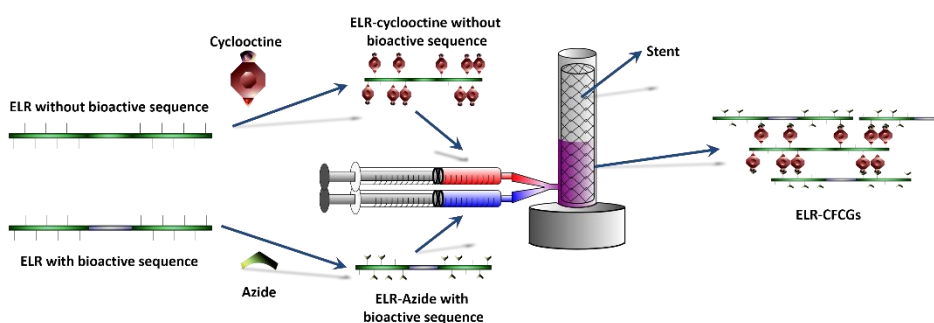 ELR-cyclooctine without
bioactive sequence
Cyclooctine
Stent
ELR without bioactive sequence
ELR-CFCGs
ELR with bioactive sequence
Azide
ELR-Azide with
bioactive sequence